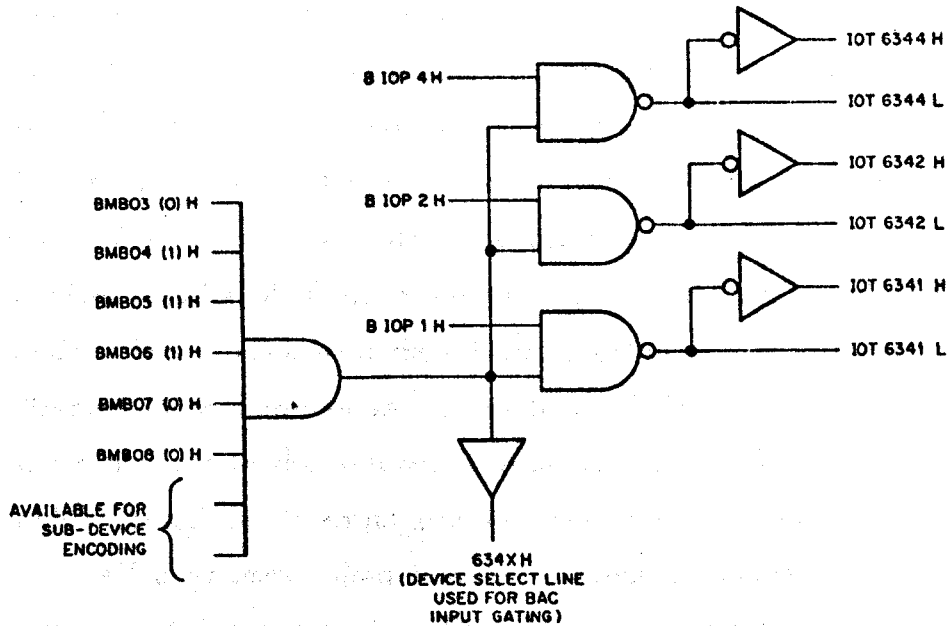 IOT 6344 H
B IOP 4 H
IOT 6344 L
IOT 6342 H
B IOP 2 H
IOT 6342 L
BMB03 (0) H
BMB04 (1) H
BMB05 (1) H
BMB06 (1) H
BMB07 (0) H
BMB08 (0) H
IOT 6341 H
B IOP 1 H
IOT 6341 L
AVAILABLE FOR
SUB-DEVICE
ENCODING
634X H
(DEVICE SELECT LINE
USED FOR BAC
INPUT GATING)